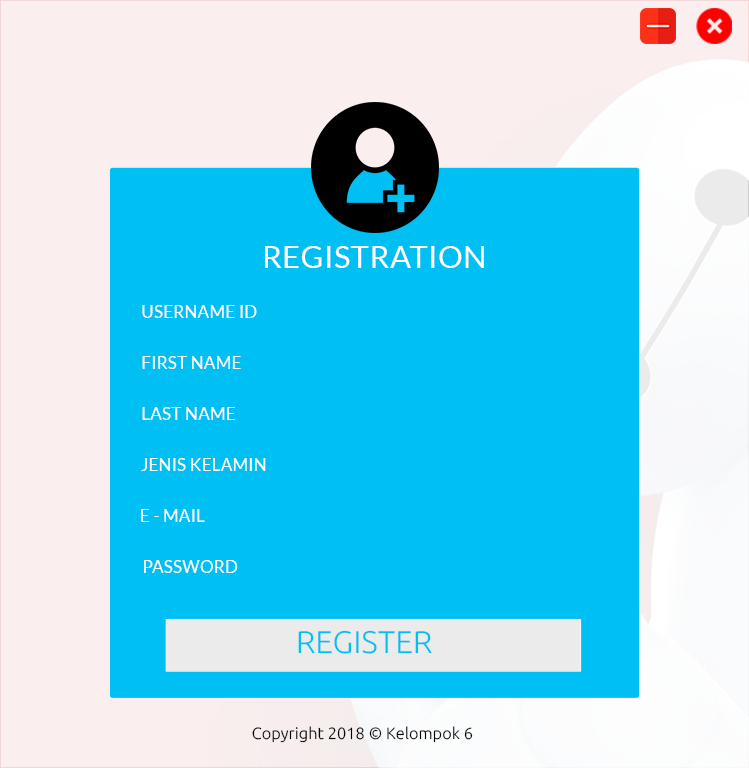 REGISTRATION
USERNAME ID
FIRST NAME
LAST NAME
JENIS KELAMIN
E - MAIL
PASSWORD
REGISTER
Copyright 2018 © Kelompok 6